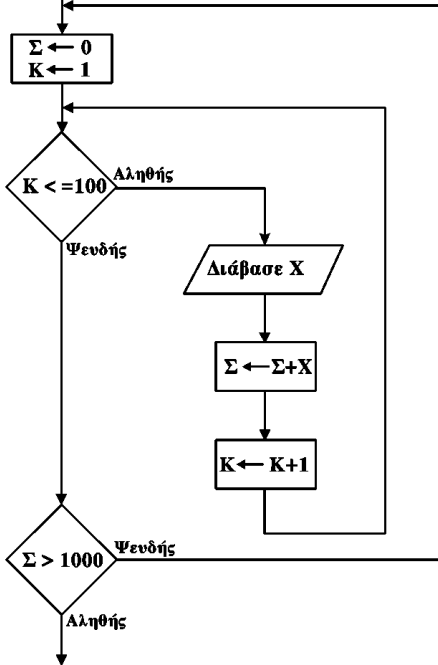 Σ ← 0
Κ ← 1
Κ < =100
Αληθής
Ψευδής
Διάβασε Χ
Σ ← Σ+Χ
Κ ← Κ+1
Σ > 1000
Ψευδής
Αληθής